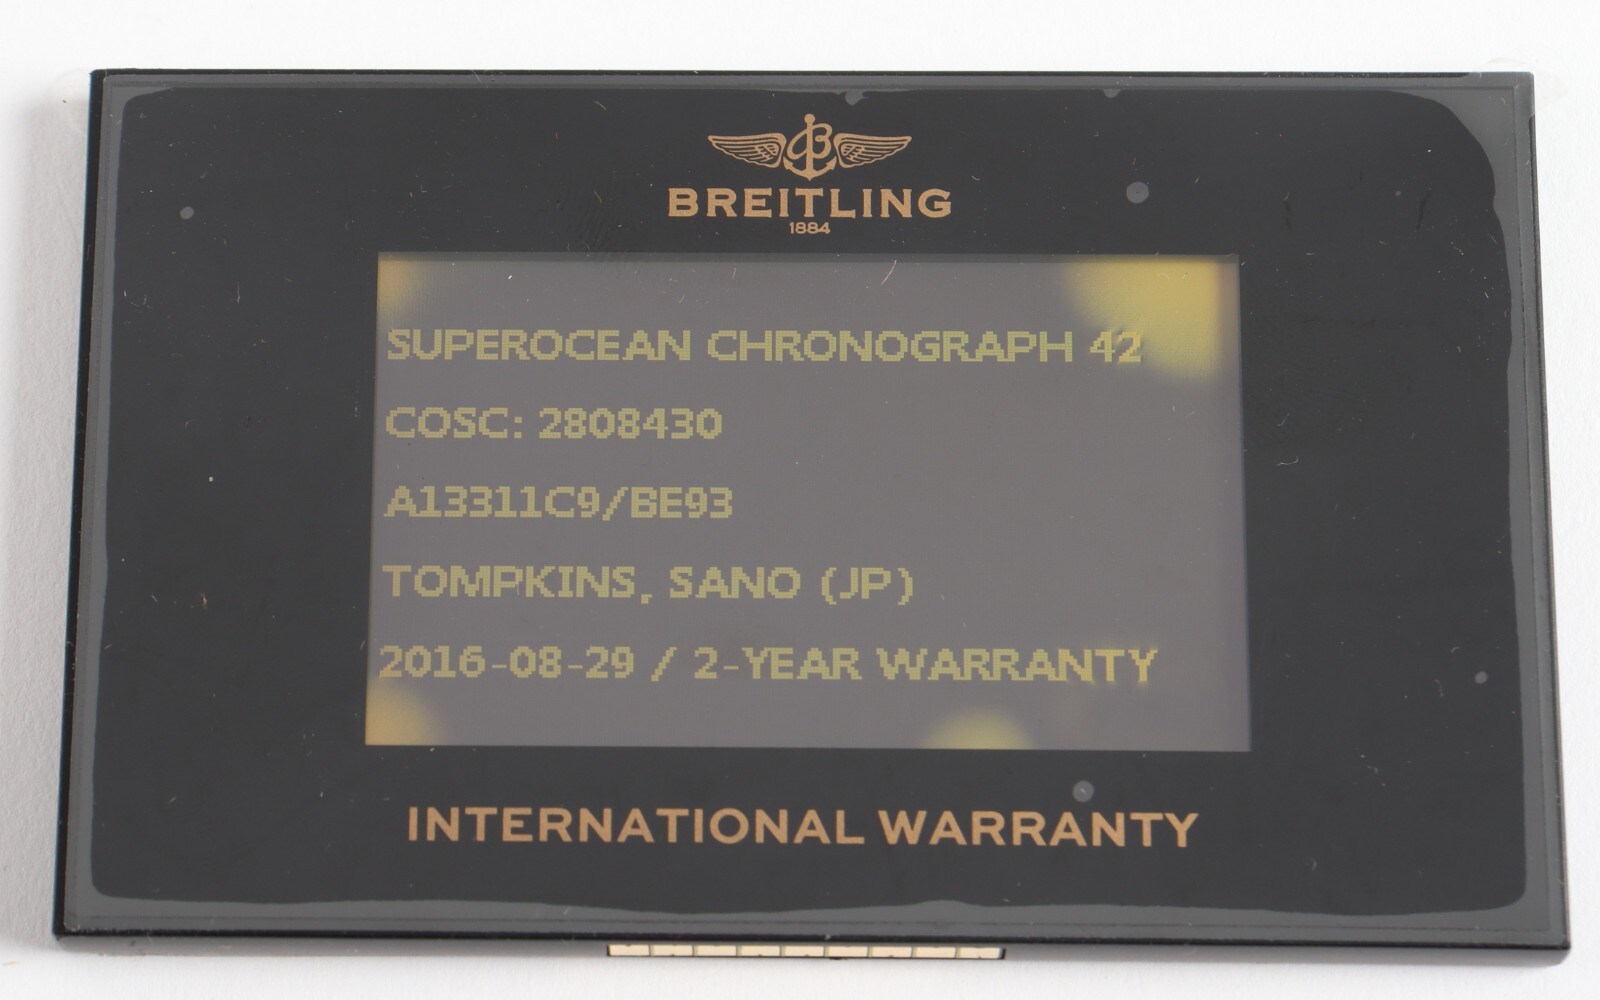 BREITLING
1884
SUPEROCEAN CHRONOGRAPH 42
COSC: 2808430
A13311C9/BE93
TOMPKINS, SANO (JP)
2016-08-29 / 2-YEAR WARRANTY
INTERNATIONAL WARRANTY